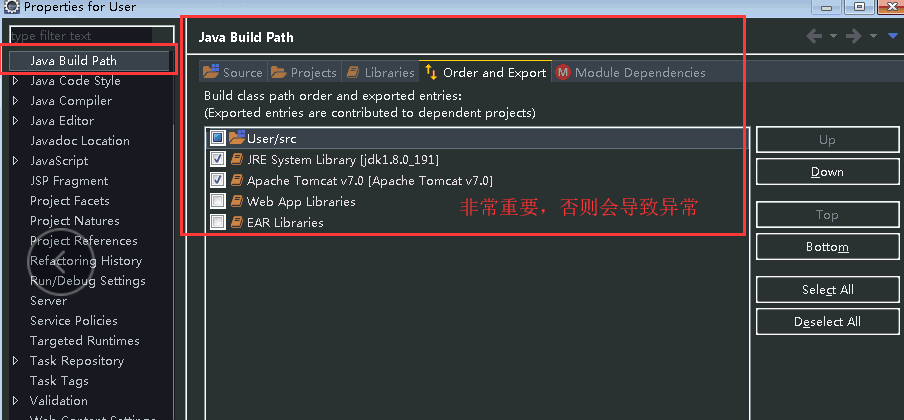 Properties for User
type filter text
Java Build Path
Java Code Style
Java Compiler
Java Editor
Javadoc Location
JavaScript
JSP Fragment
Project Facets
Project Natures
Project References
Refactoring History
Run/Debug Settings
Server
Service Policies
Targeted Runtimes
Task Repository
Task Tags
Validation
Web Content Settings
Java Build Path
Source
Projects
Libraries
Order and Export
M
Module Dependencies
Build class path order and exported entries:
(Exported entries are contributed to dependent projects)
User/src
JRE System Library [jdk1.8.0_191]
Apache Tomcat v7.0 [Apache Tomcat v7.0]
Web App Libraries
EAR Libraries
非常重要，否则会导致异常
Up
Down
Top
Bottom
Select All
Deselect All